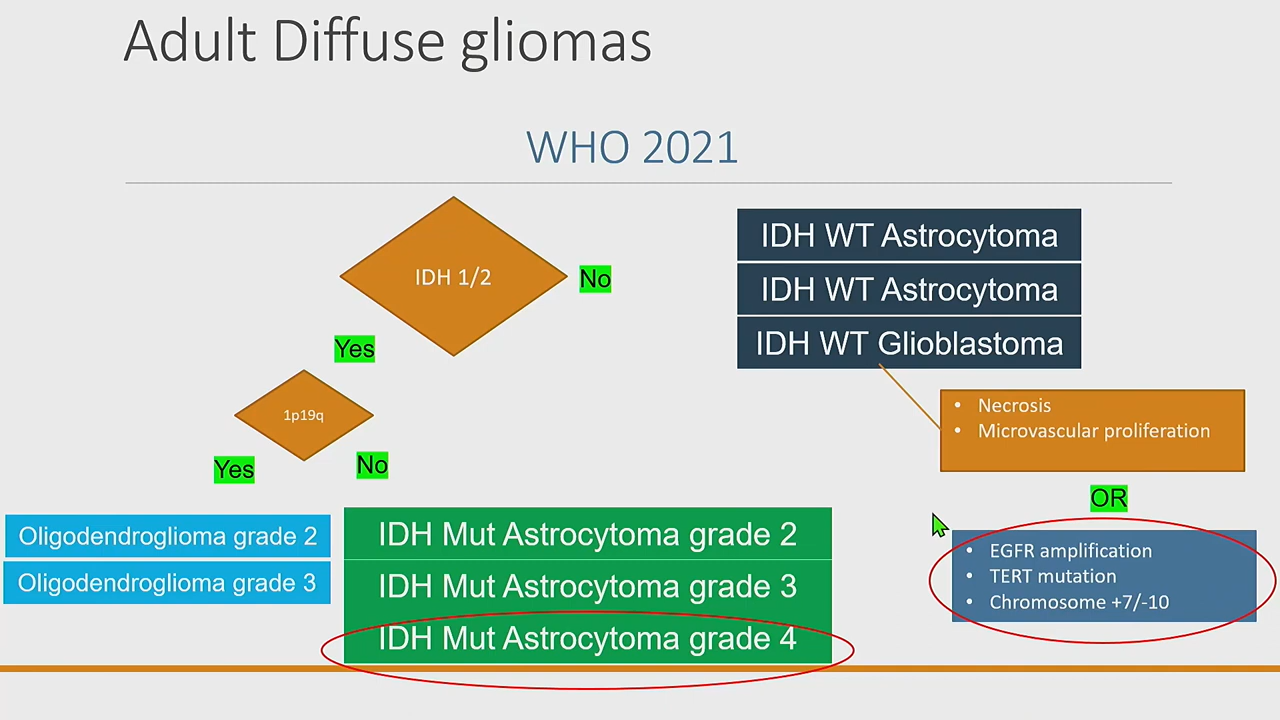 Adult Diffuse gliomas
WHO 2021
IDH 1/2
No
Yes
1p19q
Yes
No
Oligodendroglioma grade 2
Oligodendroglioma grade 3
IDH Mut Astrocytoma grade 2
IDH Mut Astrocytoma grade 3
IDH Mut Astrocytoma grade 4
IDH WT Astrocytoma
IDH WT Astrocytoma
IDH WT Glioblastoma
• Necrosis
• Microvascular proliferation
OR
• EGFR amplification
• TERT mutation
• Chromosome +7/-10